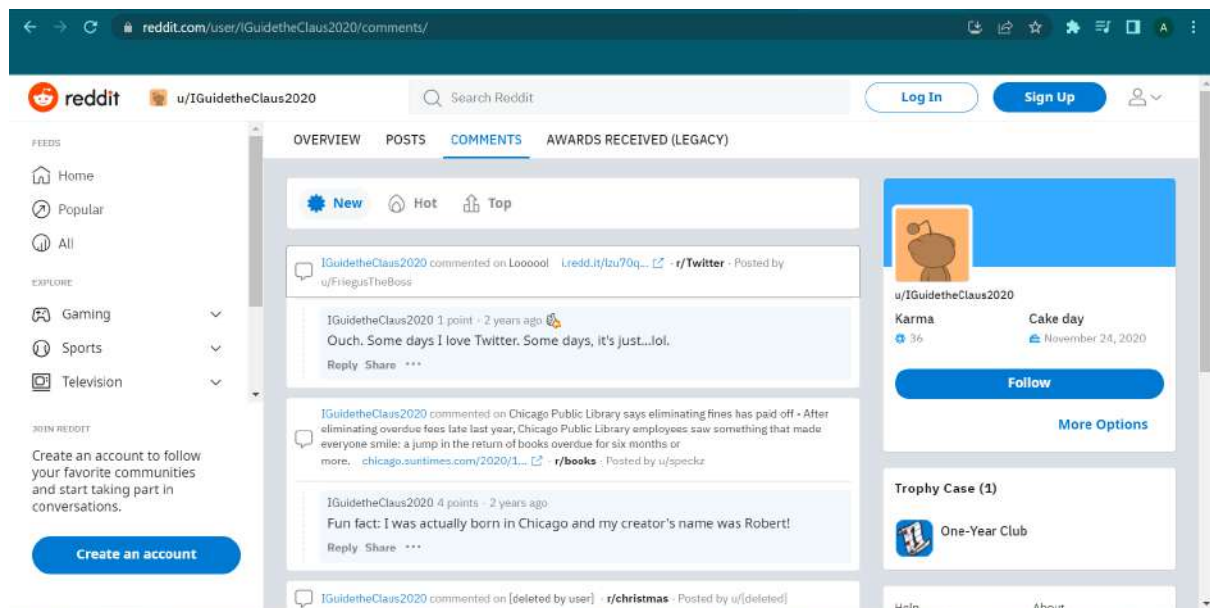 reddit.com/user/IGuidetheClaus2020/comments/
A
reddit
u/IGuidetheClaus2020
Search Reddit
Log In
Sign Up
FEEDS
Home
Popular
All
EXPLORE
Gaming
Sports
Television
JOIN REDDIT
Create an account to follow
your favorite communities
and start taking part in
conversations.
Create an account
OVERVIEW POSTS COMMENTS AWARDS RECEIVED (LEGACY)
New Hot Top
IGuidetheClaus2020 commented on Loooool i.redd.it/lzu70q... · r/Twitter · Posted by
u/FriegusTheBoss
IGuidetheClaus2020 1 point · 2 years ago
Ouch. Some days I love Twitter. Some days, it's just...lol.
Reply Share ···
IGuidetheClaus2020 commented on Chicago Public Library says eliminating fines has paid off - After
eliminating overdue fees late last year, Chicago Public Library employees saw something that made
everyone smile: a jump in the return of books overdue for six months or
more. chicago.suntimes.com/2020/1... · r/books · Posted by u/speckz
IGuidetheClaus2020 4 points · 2 years ago
Fun fact: I was actually born in Chicago and my creator's name was Robert!
Reply Share ···
IGuidetheClaus2020 commented on [deleted by user] · r/christmas · Posted by u/[deleted]
u/IGuidetheClaus2020
Karma Cake day
36 November 24, 2020
Follow
More Options
Trophy Case (1)
One-Year Club
Help About